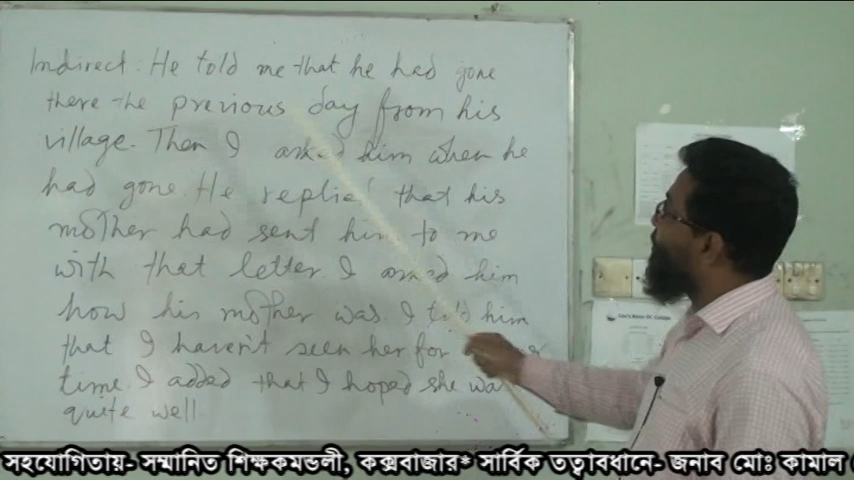 Indirect: He told me that he had gone
there the previous day from his
village. Then I asked him when he
had gone. He replied that his
mother had sent him to me
with that letter. I asked him
how his mother was. I told him
that I haven't seen her for
time. I added that I hoped she was
quite well
সহযোগিতায়- সম্মানিত শিক্ষকমন্ডলী, কক্সবাজার* সার্বিক তত্বাবধানে- জনাব মোঃ কামাল